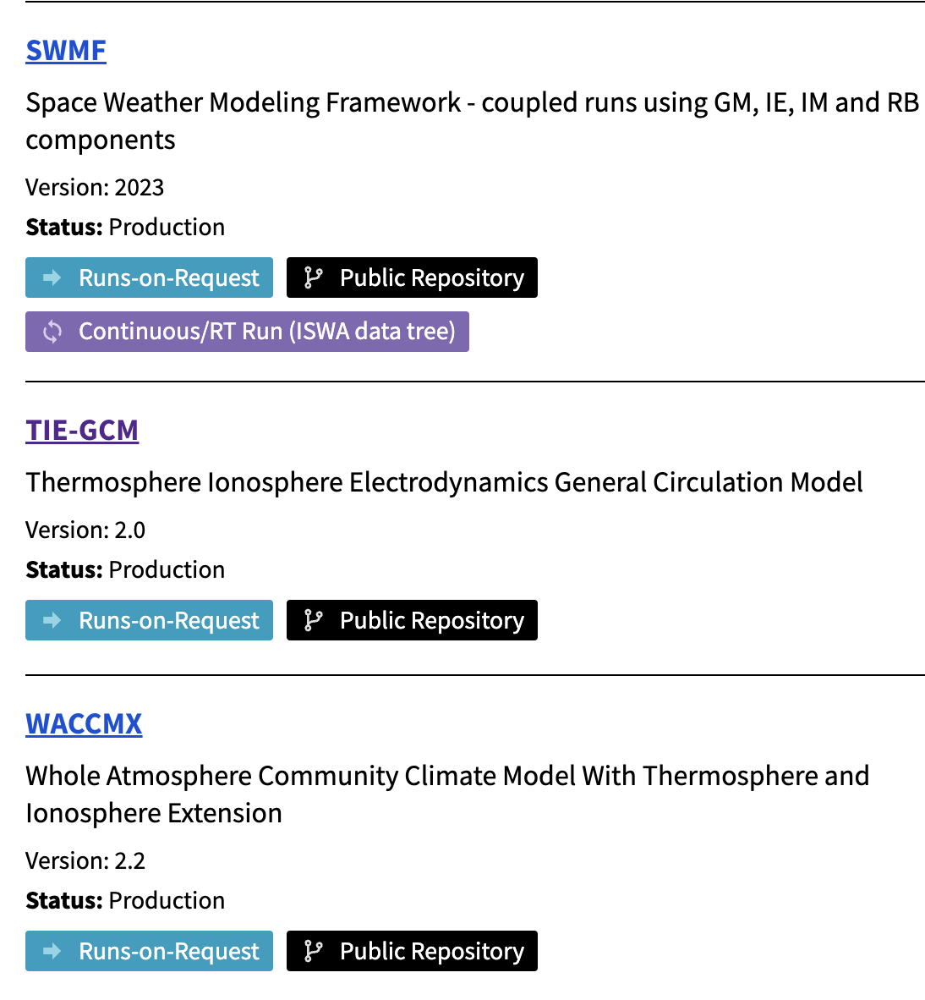 SWMF
Space Weather Modeling Framework - coupled runs using GM, IE, IM and RB
components
Version: 2023
Status: Production
Runs-on-Request
Public Repository
Continuous/RT Run (ISWA data tree)
TIE-GCM
Thermosphere Ionosphere Electrodynamics General Circulation Model
Version: 2.0
Status: Production
Runs-on-Request
Public Repository
WACCMX
Whole Atmosphere Community Climate Model With Thermosphere and
Ionosphere Extension
Version: 2.2
Status: Production
Runs-on-Request
Public Repository